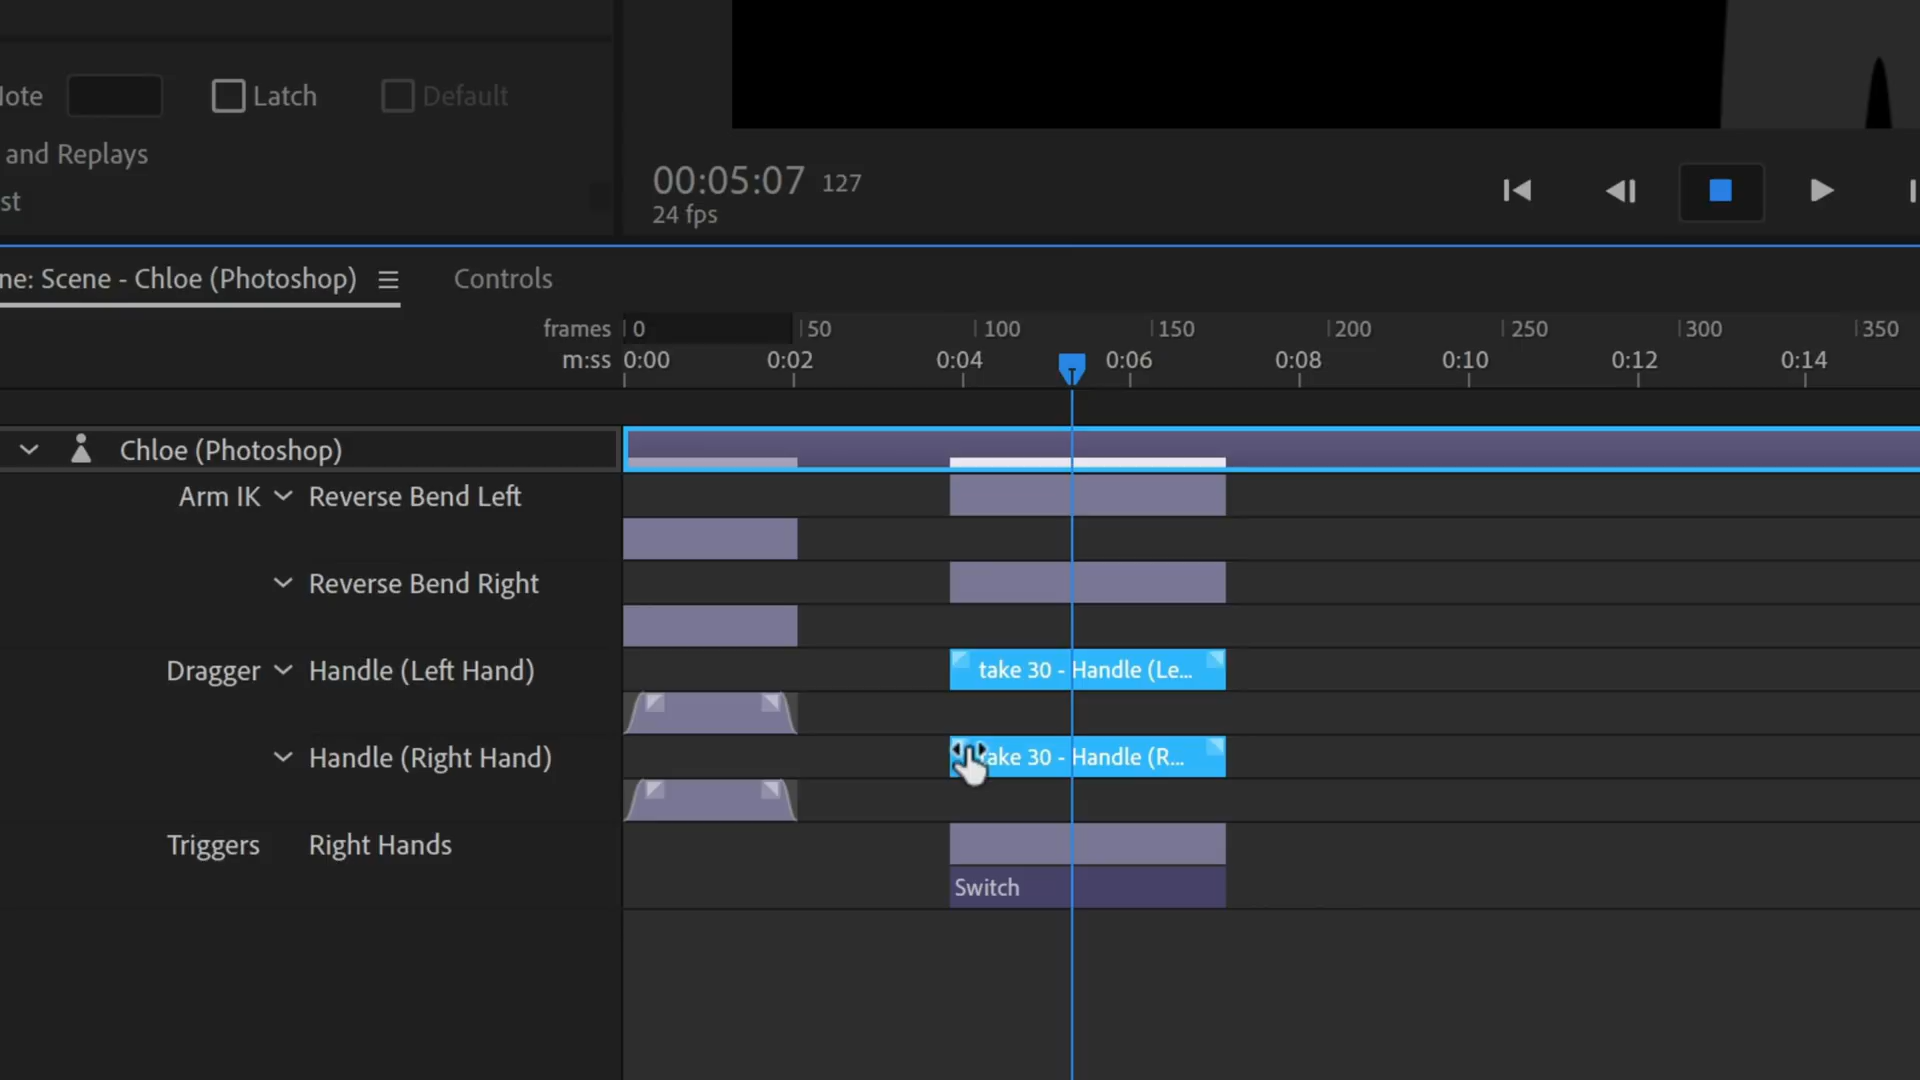 lote Latch Default
and Replays
st
00:05:07 127
24 fps
ne: Scene - Chloe (Photoshop) Controls
frames 0 50 100 150 200 250 300 350
m:ss 0:00 0:02 0:04 0:06 0:08 0:10 0:12 0:14
Chloe (Photoshop)
Arm IK Reverse Bend Left
Reverse Bend Right
Dragger Handle (Left Hand) take 30 - Handle (Le...
Handle (Right Hand) take 30 - Handle (R...
Triggers Right Hands
Switch